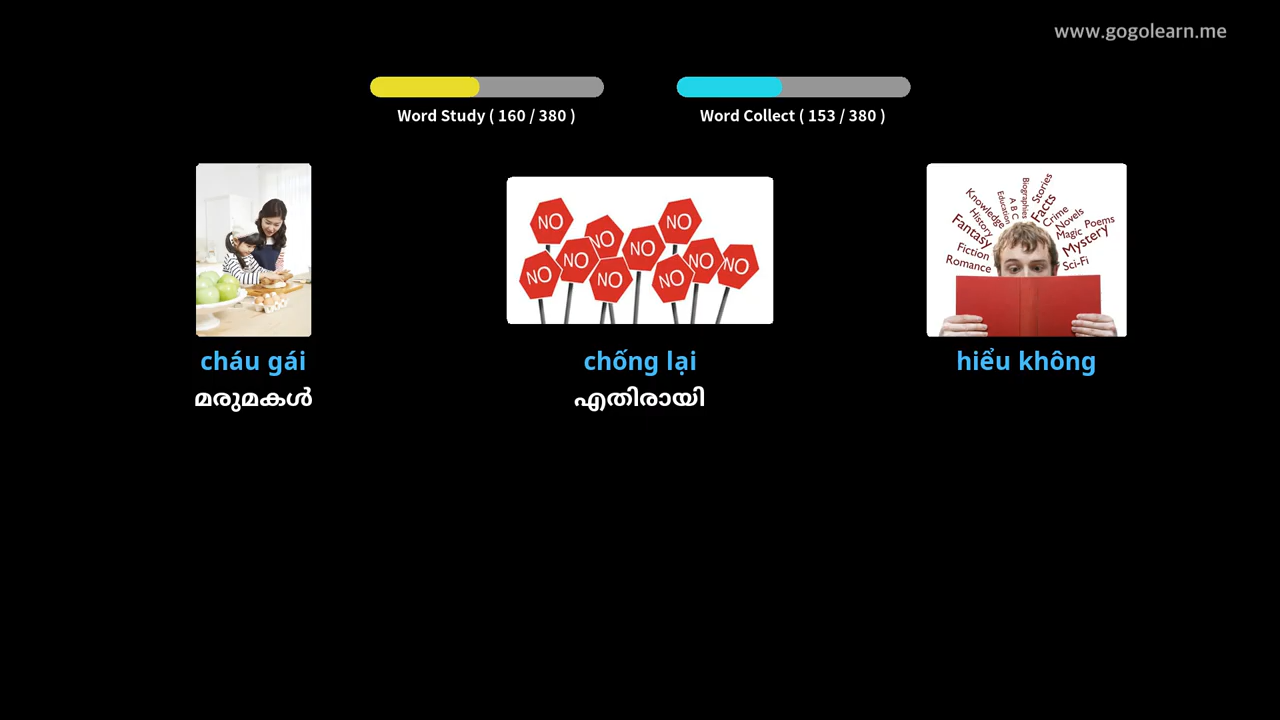 www.gogolearn.me
Word Study ( 160 / 380 )
Word Collect ( 153 / 380 )
NO
NO
NO
NO
NO
NO
NO
NO
NO
NO
Stories
Biographies
Knowledge
Education
A B C
Facts
History
Crime
Novels
Poems
Fantasy
Magic
Mystery
Fiction
Romance
Sci-Fi
cháu gái
chống lại
hiểu không
മരുമകൾ
എതിരായി